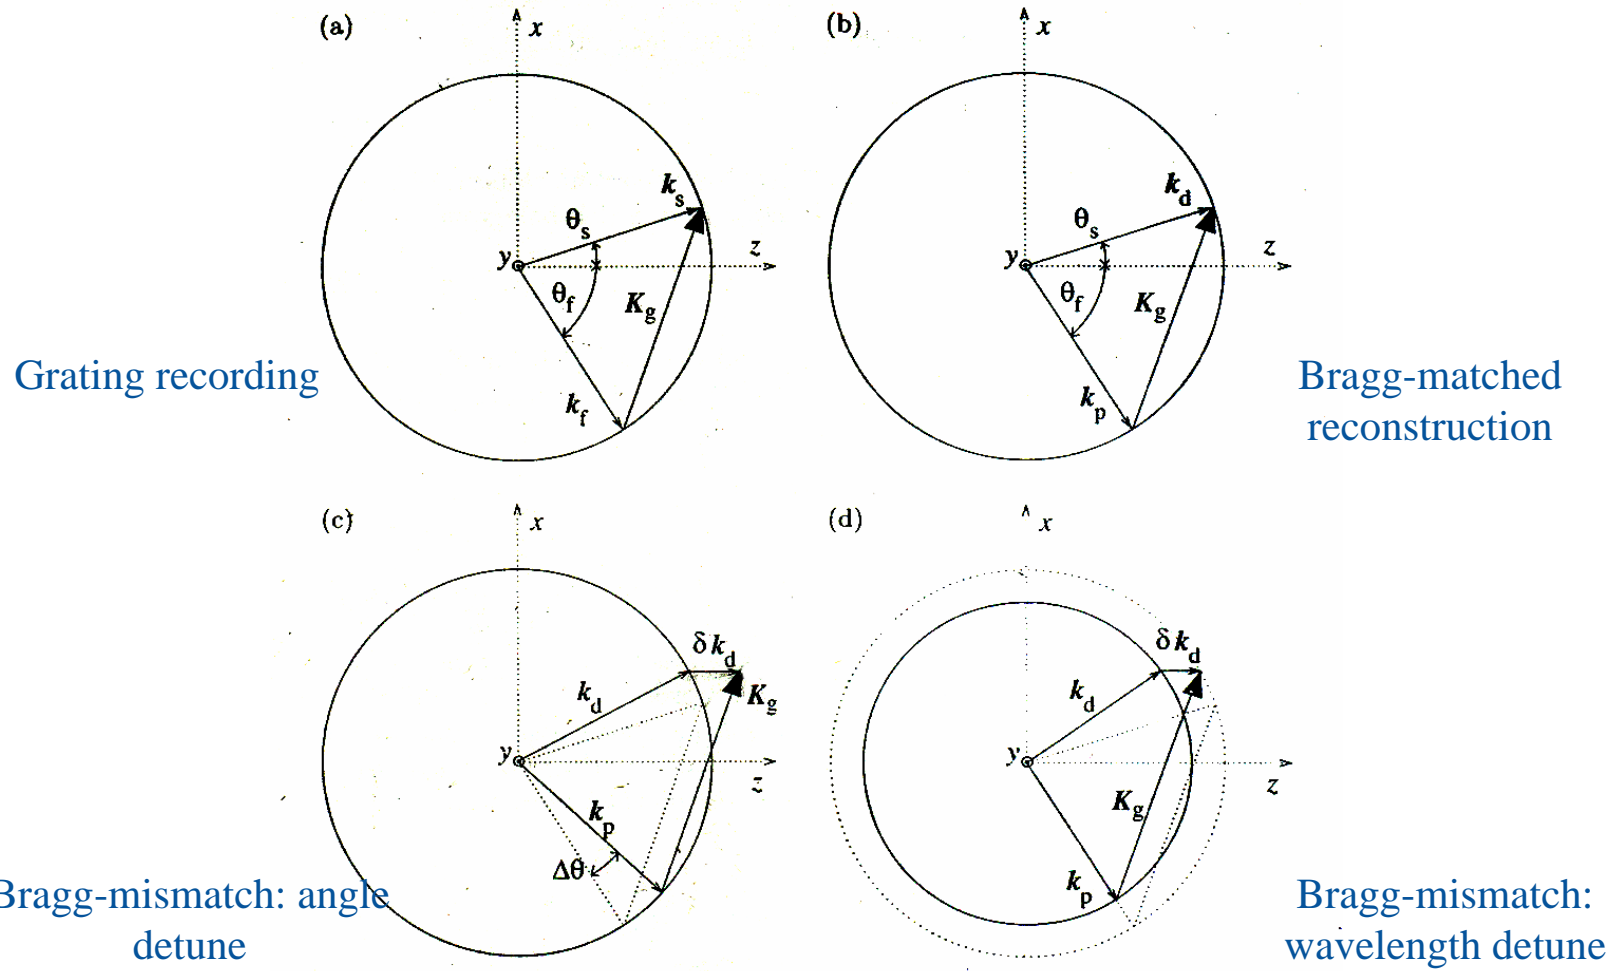 (a)
x
k_s
θ_s
y
z
θ_f
K_g
k_f
Grating recording
(b)
x
k_d
θ_s
y
z
θ_f
K_g
k_p
Bragg-matched
reconstruction
(c)
x
δk_d
k_d
K_g
y
z
k_p
Δθ
Bragg-mismatch: angle
detune
(d)
x
δk_d
k_d
y
z
K_g
k_p
Bragg-mismatch:
wavelength detune